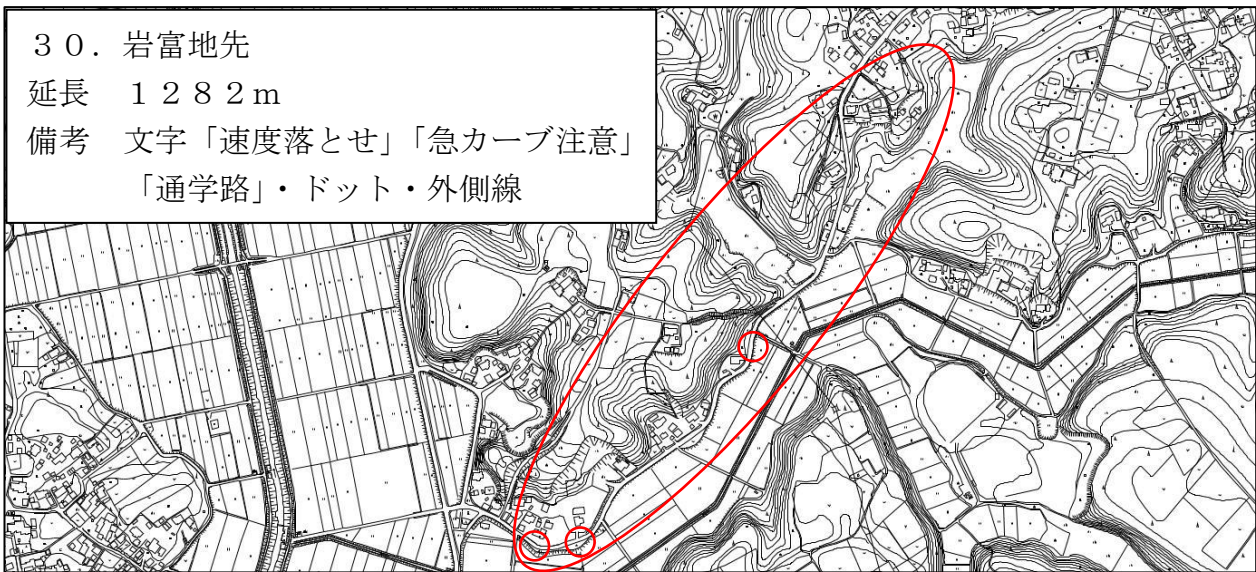 ３０．岩富地先
延長　１２８２ｍ
備考　文字「速度落とせ」「急カーブ注意」
「通学路」・ドット・外側線